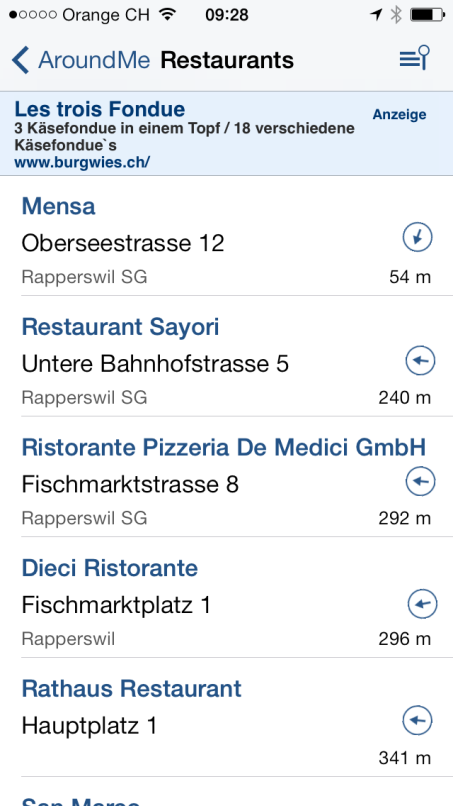 Orange CH 09:28
AroundMe Restaurants
Les trois Fondue
Anzeige
3 Käsefondue in einem Topf / 18 verschiedene
Käsefondue`s
www.burgwies.ch/
Mensa
Oberseestrasse 12
Rapperswil SG 54 m
Restaurant Sayori
Untere Bahnhofstrasse 5
Rapperswil SG 240 m
Ristorante Pizzeria De Medici GmbH
Fischmarktstrasse 8
Rapperswil SG 292 m
Dieci Ristorante
Fischmarktplatz 1
Rapperswil 296 m
Rathaus Restaurant
Hauptplatz 1
341 m